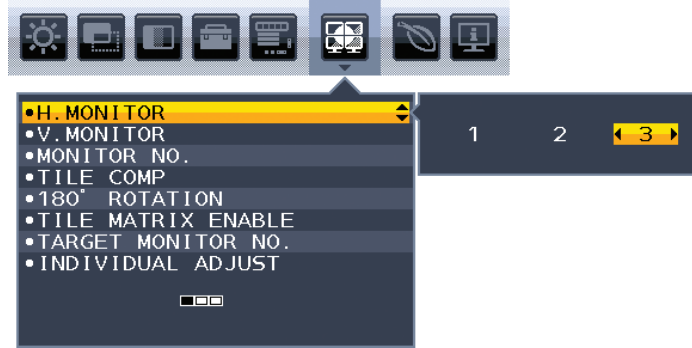 •H.MONITOR
1 2 3
•V.MONITOR
•MONITOR NO.
•TILE COMP
•180° ROTATION
•TILE MATRIX ENABLE
•TARGET MONITOR NO.
•INDIVIDUAL ADJUST